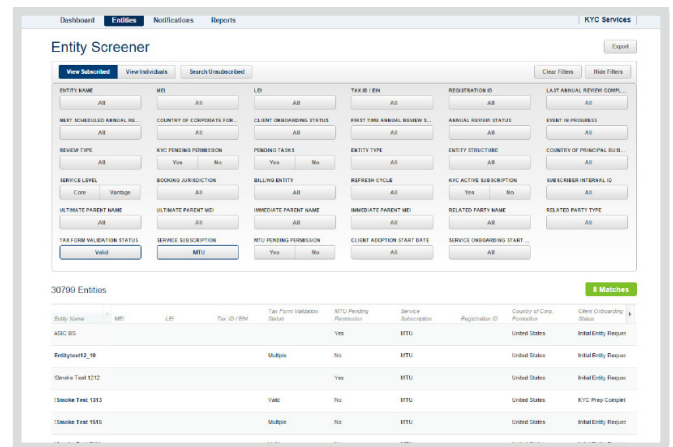 Dashboard Entities Notifications Reports KYC Services
Entity Screener Export
View Subscribed View Individuals Search Unsubscribed Clear Filters Hide Filters
ENTITY NAME MEI LEI TAX ID / EIN REGISTRATION ID LAST ANNUAL REVIEW COMPL...
All All All All All All
NEXT SCHEDULED ANNUAL RE... COUNTRY OF CORPORATE FOR... CLIENT ONBOARDING STATUS FIRST TIME ANNUAL REVIEW S... ANNUAL REVIEW STATUS EVENT IN PROGRESS
All All All All All All
REVIEW TYPE KYC PENDING PERMISSION PENDING TASKS ENTITY TYPE ENTITY STRUCTURE COUNTRY OF PRINCIPAL BUSIN...
All Yes No Yes No All All All
SERVICE LEVEL BOOKING JURISDICTION BILLING ENTITY REFRESH CYCLE KYC ACTIVE SUBSCRIPTION SUBSCRIBER INTERNAL ID
Core Vantage All All All Yes No All
ULTIMATE PARENT NAME ULTIMATE PARENT MEI IMMEDIATE PARENT NAME IMMEDIATE PARENT MEI RELATED PARTY NAME RELATED PARTY TYPE
All All All All All All
TAX FORM VALIDATION STATUS SERVICE SUBSCRIPTION MTU PENDING PERMISSION CLIENT ADOPTION START DATE SERVICE ONBOARDING START ...
Valid MTU Yes No All All
30799 Entities 8 Matches
Entity Name MEI LEI Tax ID / EIN Tax Form Validation Status MTU Pending Permission Service Subscription Registration ID Country of Corp. Formation Client Onboarding Status
ASIC BS Yes MTU United States Initial Entity Reques
Entitytest12_10 Multiple No MTU United States Initial Entity Reques
!Smoke Test 1212 Yes MTU United States Initial Entity Reques
!Smoke Test 1313 Valid No MTU United States KYC Prep Complet
!Smoke Test 1515 Multiple No MTU United States Initial Entity Reques